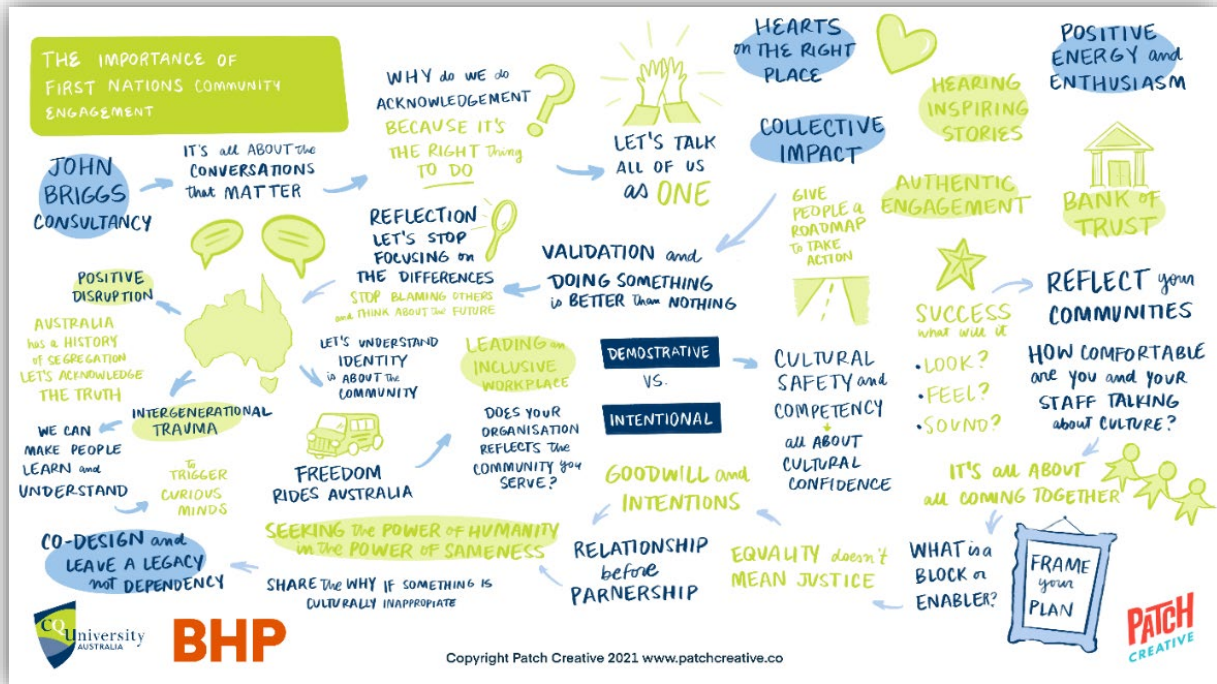 THE IMPORTANCE OF
FIRST NATIONS COMMUNITY
ENGAGEMENT
JOHN
BRIGGS
CONSULTANCY
IT'S all ABOUT the
CONVERSATIONS
that MATTER
WHY do WE do
ACKNOWLEDGEMENT
BECAUSE IT'S
THE RIGHT thing
TO DO
LET'S TALK
ALL OF US
as ONE
HEARTS
on THE RIGHT
PLACE
COLLECTIVE
IMPACT
HEARING
INSPIRING
STORIES
POSITIVE
ENERGY and
ENTHUSIASM
AUTHENTIC
ENGAGEMENT
BANK OF
TRUST
GIVE
PEOPLE a
ROADMAP
to TAKE
ACTION
VALIDATION and
DOING SOMETHING
is BETTER than NOTHING
REFLECTION
LET'S STOP
FOCUSING on
THE DIFFERENCES
STOP BLAMING OTHERS
and THINK ABOUT the FUTURE
POSITIVE
DISRUPTION
AUSTRALIA
has a HISTORY
OF SEGREGATION
LET'S ACKNOWLEDGE
THE TRUTH
INTERGENERATIONAL
TRAUMA
WE CAN
MAKE PEOPLE
LEARN and
UNDERSTAND
to
TRIGGER
CURIOUS
MINDS
LET'S UNDERSTAND
IDENTITY
is ABOUT the
COMMUNITY
FREEDOM
RIDES AUSTRALIA
LEADING an
INCLUSIVE
WORKPLACE
DOES YOUR
ORGANISATION
REFLECTS the
COMMUNITY you
SERVE?
DEMOSTRATIVE
VS.
INTENTIONAL
CULTURAL
SAFETY and
COMPETENCY
all ABOUT
CULTURAL
CONFIDENCE
SUCCESS
what will it
• LOOK?
• FEEL?
• SOUND?
REFLECT your
COMMUNITIES
HOW COMFORTABLE
are YOU and YOUR
STAFF TALKING
about CULTURE?
IT'S all ABOUT
all COMING TOGETHER
WHAT is a
BLOCK or
ENABLER?
FRAME
your
PLAN
EQUALITY doesn't
MEAN JUSTICE
GOODWILL and
INTENTIONS
RELATIONSHIP
before
PARNERSHIP
SEEKING the POWER OF HUMANITY
in the POWER OF SAMENESS
SHARE the WHY IF SOMETHING IS
CULTURALLY INAPPROPIATE
CO-DESIGN and
LEAVE A LEGACY
not DEPENDENCY
CQUniversity
AUSTRALIA
BHP
Copyright Patch Creative 2021 www.patchcreative.co
PATCH
CREATIVE